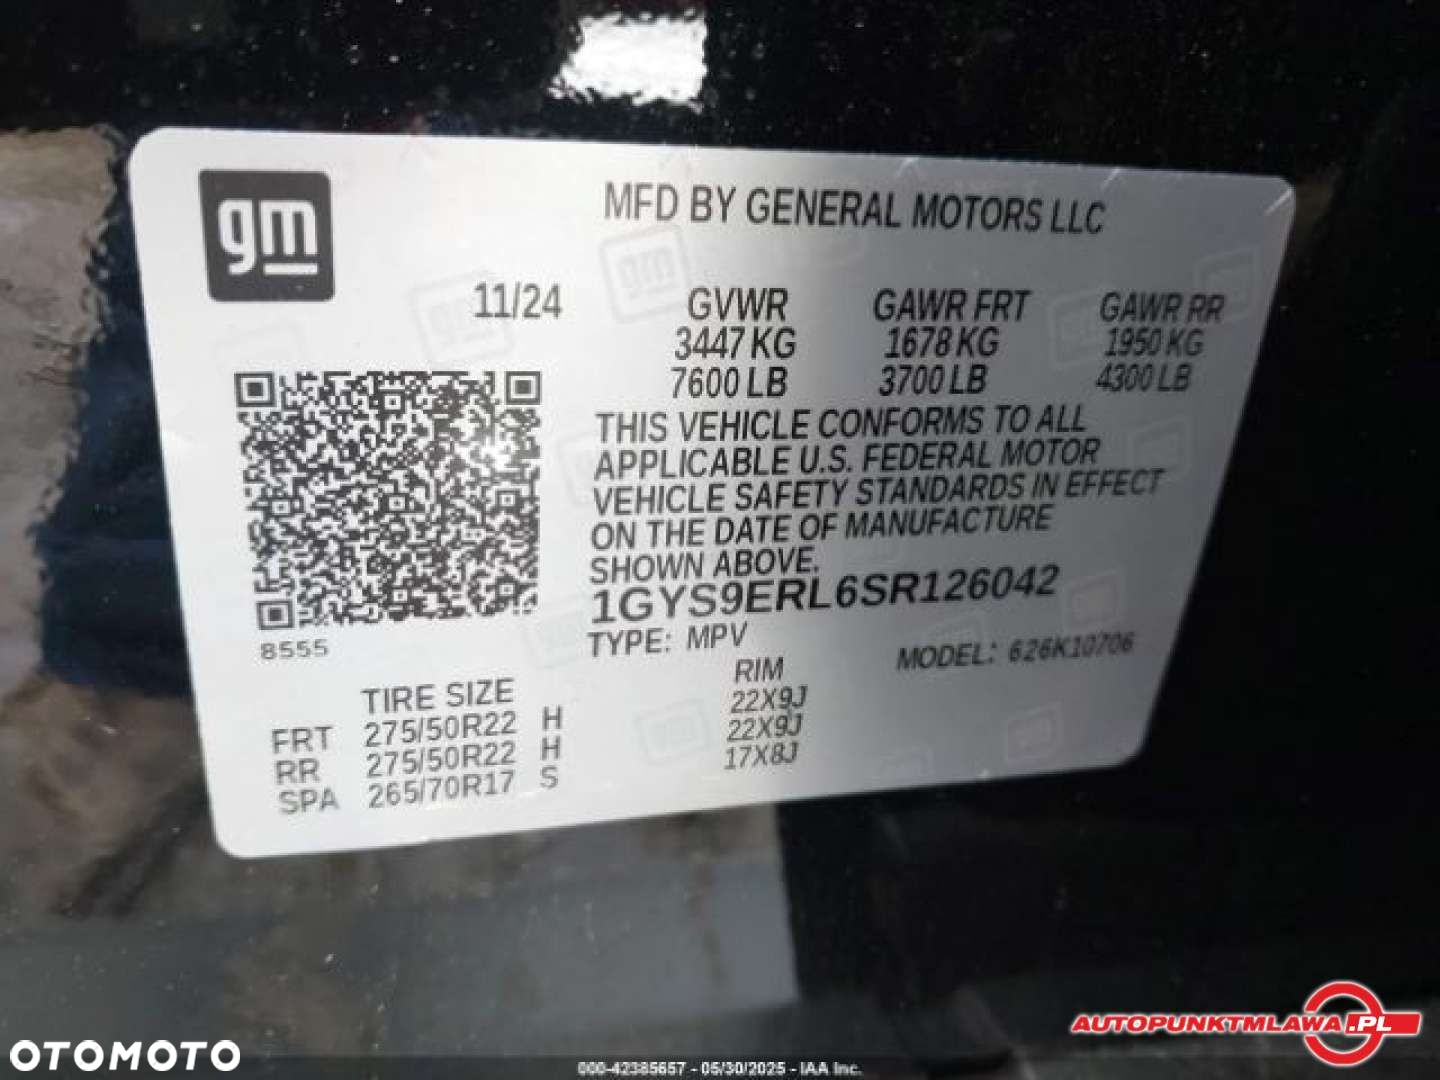 gm
MFD BY GENERAL MOTORS LLC
11/24 GVWR GAWR FRT GAWR RR
3447 KG 1678 KG 1950 KG
7600 LB 3700 LB 4300 LB
THIS VEHICLE CONFORMS TO ALL
APPLICABLE U.S. FEDERAL MOTOR
VEHICLE SAFETY STANDARDS IN EFFECT
ON THE DATE OF MANUFACTURE
SHOWN ABOVE.
1GYS9ERL6SR126042
8555
TYPE: MPV MODEL: 626K10706
TIRE SIZE RIM
FRT 275/50R22 H 22X9J
RR 275/50R22 H 22X9J
SPA 265/70R17 S 17X8J
AUTOPUNKTMLAWA.PL
OTOMOTO
000-42385657 - 05/30/2025 - IAA Inc.